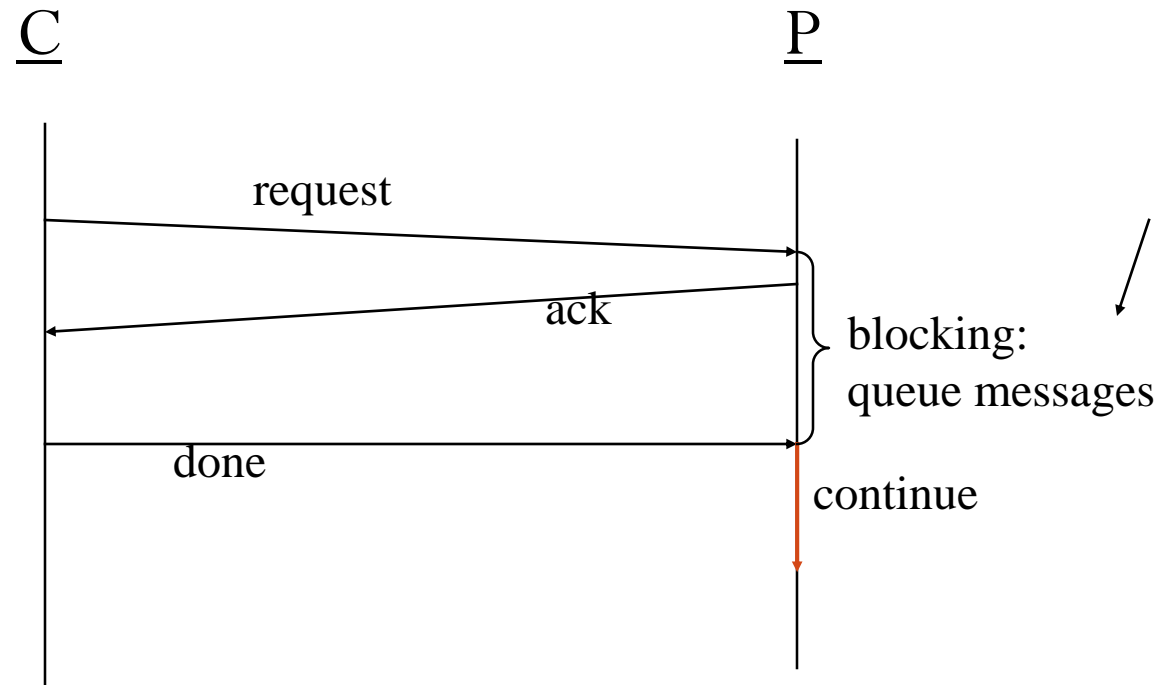 C
P
request
ack
blocking:
queue messages
done
continue